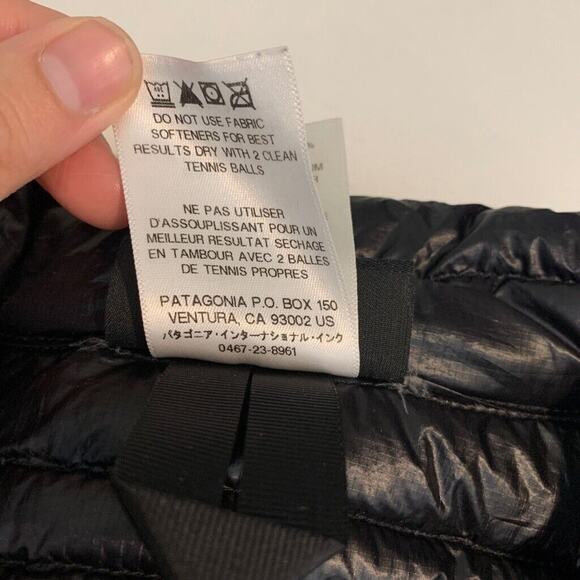 DO NOT USE FABRIC
SOFTENERS FOR BEST
RESULTS DRY WITH 2 CLEAN
TENNIS BALLS
NE PAS UTILISER
D'ASSOUPLISSANT POUR UN
MEILLEUR RESULTAT SECHAGE
EN TAMBOUR AVEC 2 BALLES
DE TENNIS PROPRES
PATAGONIA P.O. BOX 150
VENTURA, CA 93002 US
パタゴニア・インターナショナル・インク
0467-23-8961